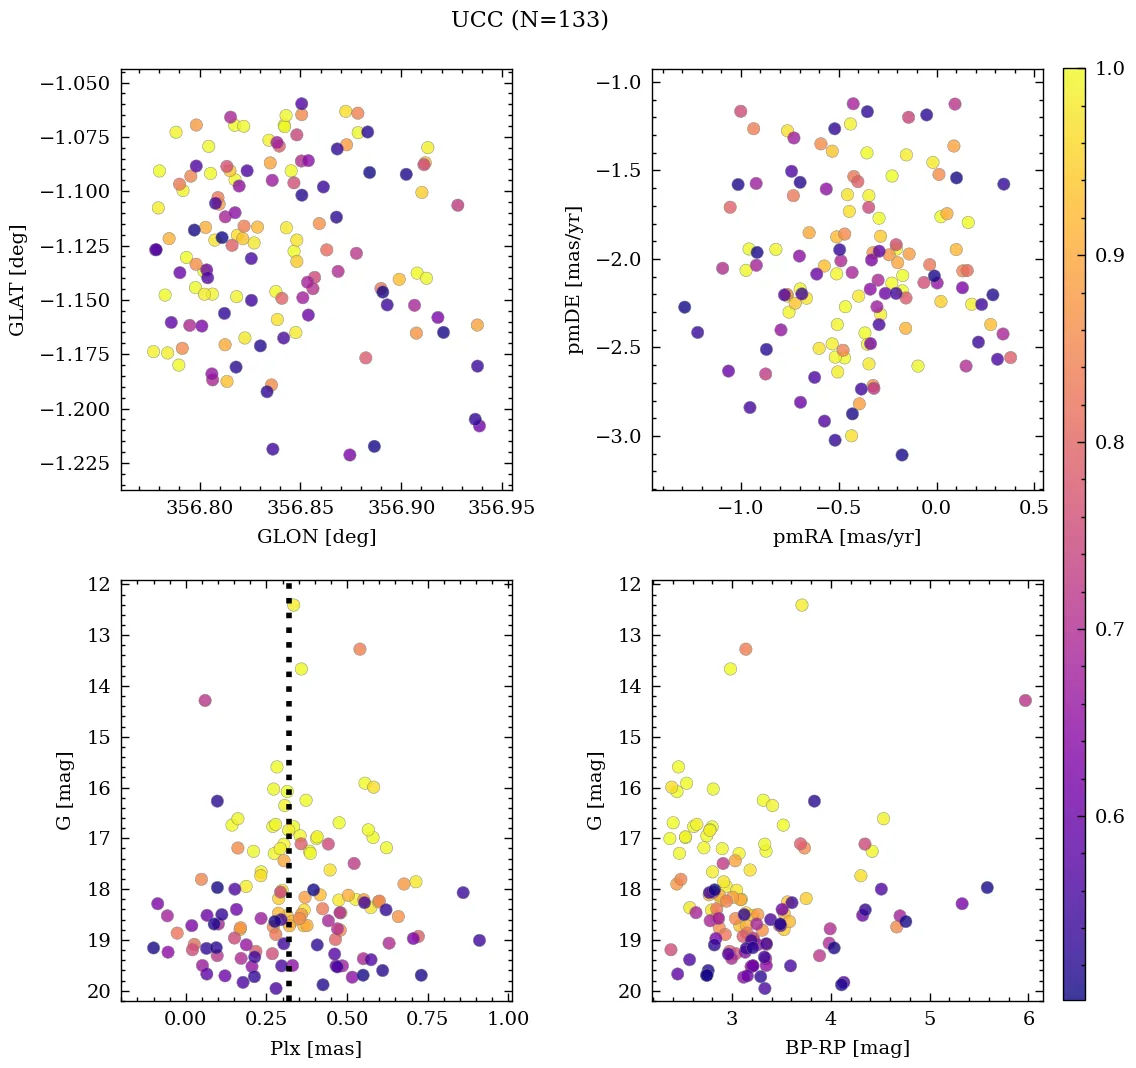 UCC (N=133)
−1.050
−1.075
−1.100
−1.125
−1.150
−1.175
−1.200
−1.225
GLAT [deg]
356.80 356.85 356.90 356.95
GLON [deg]
−1.0
−1.5
−2.0
−2.5
−3.0
pmDE [mas/yr]
−1.0 −0.5 0.0 0.5
pmRA [mas/yr]
1.0
0.9
0.8
0.7
0.6
12
13
14
15
16
17
18
19
20
G [mag]
0.00 0.25 0.50 0.75 1.00
Plx [mas]
12
13
14
15
16
17
18
19
20
G [mag]
3 4 5 6
BP-RP [mag]